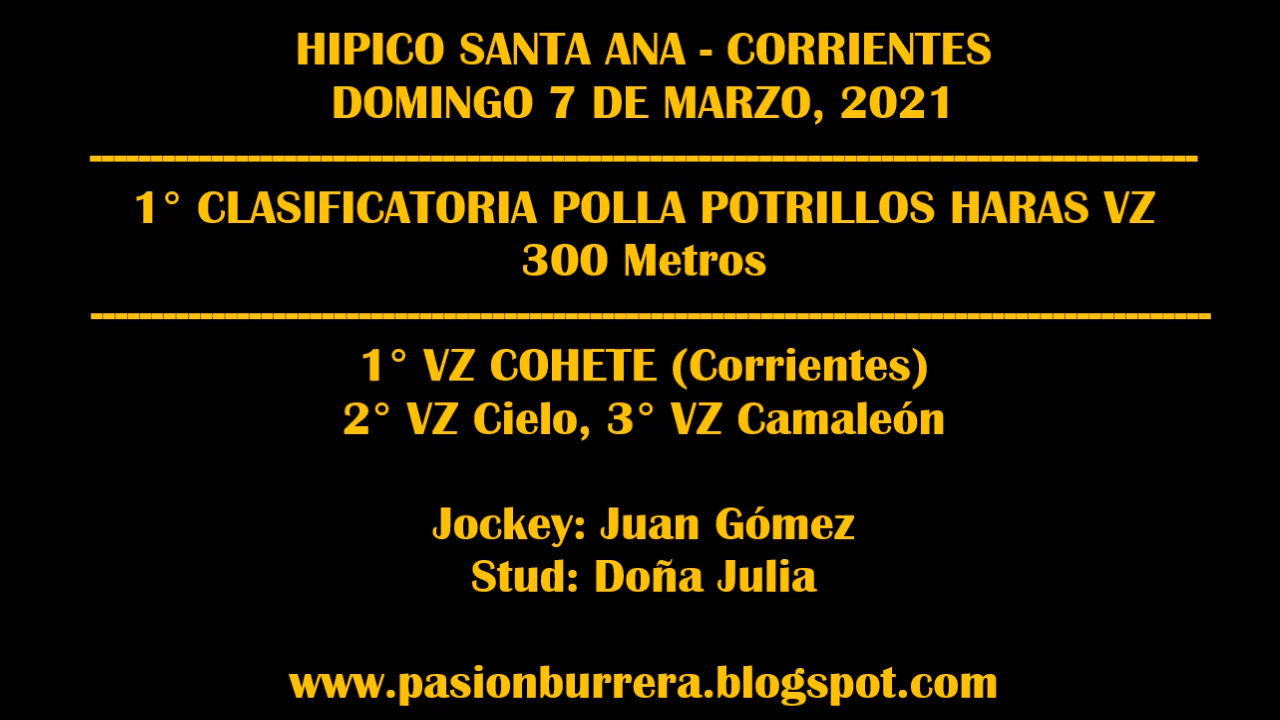 HIPICO SANTA ANA - CORRIENTES
DOMINGO 7 DE MARZO, 2021
--------------------------------------------------------------------------------------------
1° CLASIFICATORIA POLLA POTRILLOS HARAS VZ
300 Metros
---------------------------------------------------------------------------------------------
1° VZ COHETE (Corrientes)
2° VZ Cielo, 3° VZ Camaleón
Jockey: Juan Gómez
Stud: Doña Julia
www.pasionburrera.blogspot.com